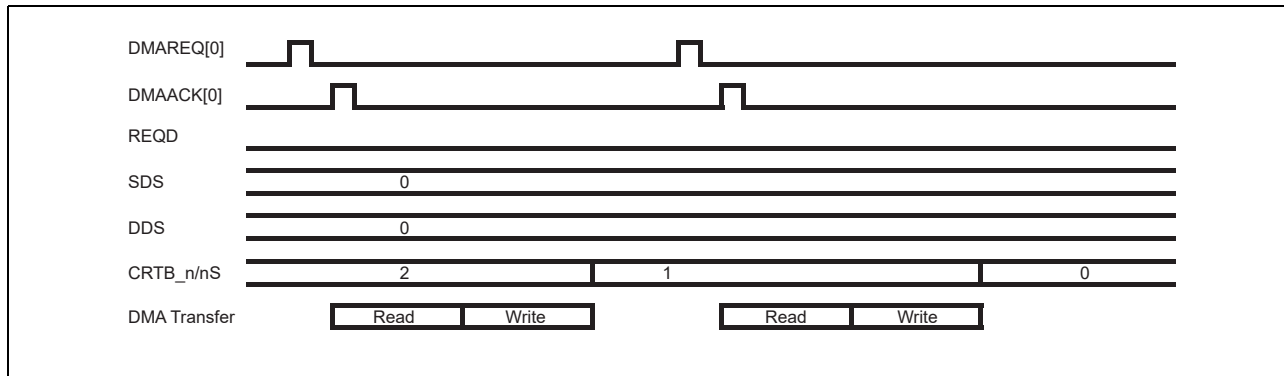 DMAREQ[0]
DMAACK[0]
REQD
SDS 0
DDS 0
CRTB_n/nS 2 1 0
DMA Transfer Read Write Read Write